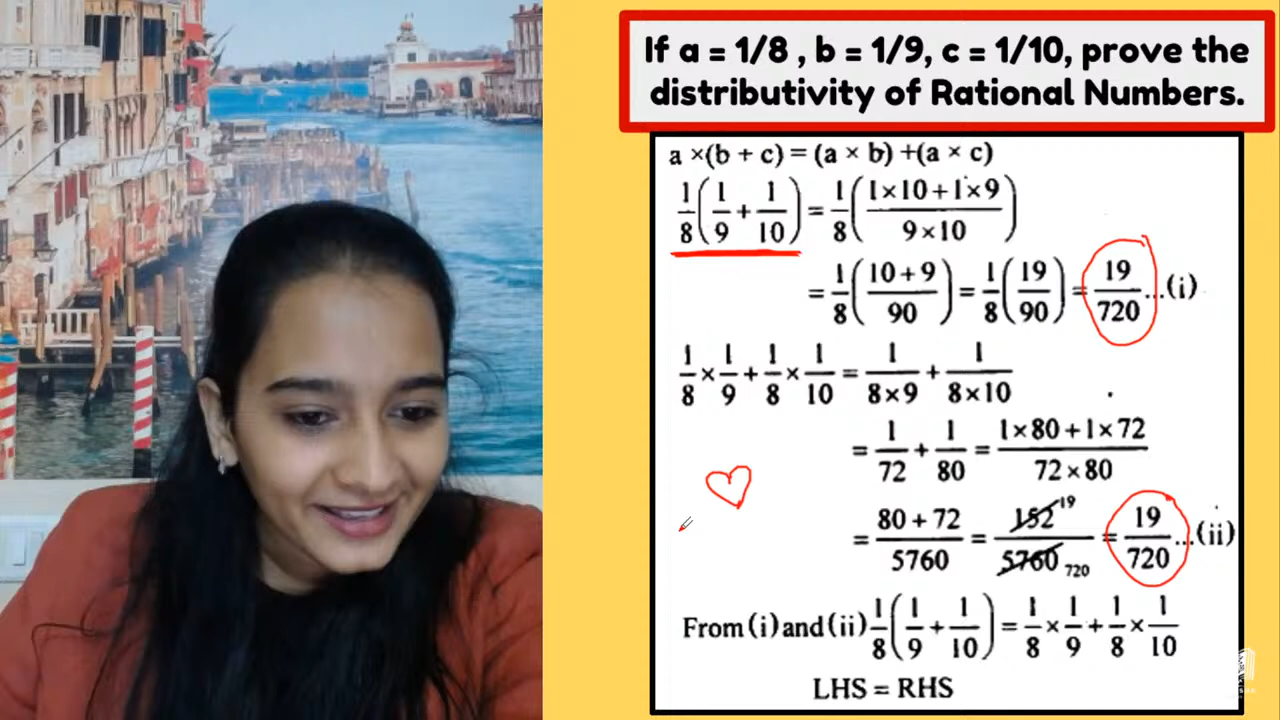 If a = 1/8 , b = 1/9, c = 1/10, prove the
distributivity of Rational Numbers.
a ×(b + c) = (a × b) +(a × c)
1/8 (1/9 + 1/10) = 1/8 ((1×10+1×9)/(9×10))
= 1/8 ((10+9)/90) = 1/8 (19/90) = 19/720 ...(i)
1/8 × 1/9 + 1/8 × 1/10 = 1/(8×9) + 1/(8×10)
= 1/72 + 1/80 = (1×80+1×72)/(72×80)
= (80+72)/5760 = 152 19/5760 720 = 19/720 ...(ii)
From (i) and (ii) 1/8 (1/9 + 1/10) = 1/8 × 1/9 + 1/8 × 1/10
LHS = RHS